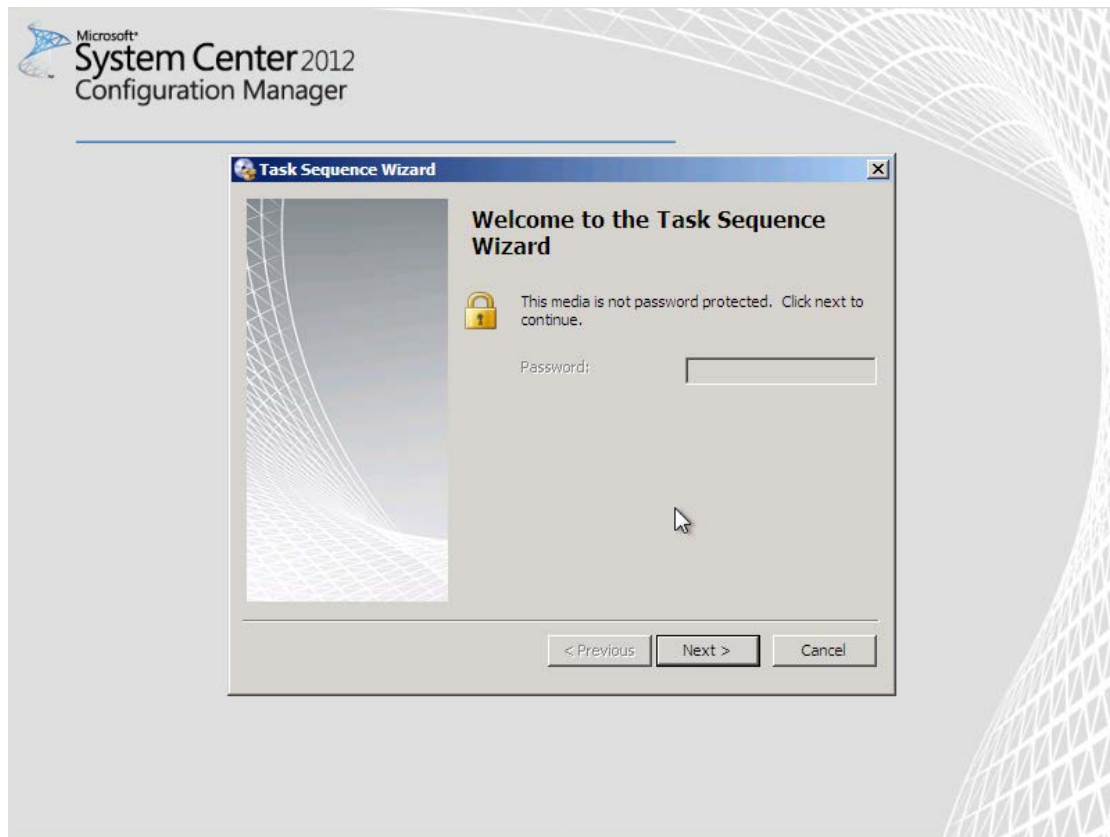 Microsoft®
System Center 2012
Configuration Manager
Task Sequence Wizard
Welcome to the Task Sequence
Wizard
This media is not password protected. Click next to
continue.
Password:
< Previous Next > Cancel